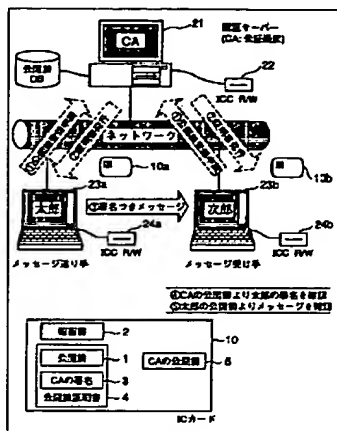 21
CA
認証サーバー
(CA: 公証機関)
公開鍵
DB
22
ICC R/W
ネットワーク
10a
10b
23a
23b
太郎
次郎
署名つきメッセージ
24a
24b
ICC R/W
ICC R/W
メッセージ送り手
メッセージ受け手
④CAの公開鍵より太郎の署名を確認
⑤太郎の公開鍵よりメッセージを確認
10
秘密鍵
2
公開鍵
1
CAの公開鍵
5
CAの署名
3
公開鍵証明書
4
ICカード